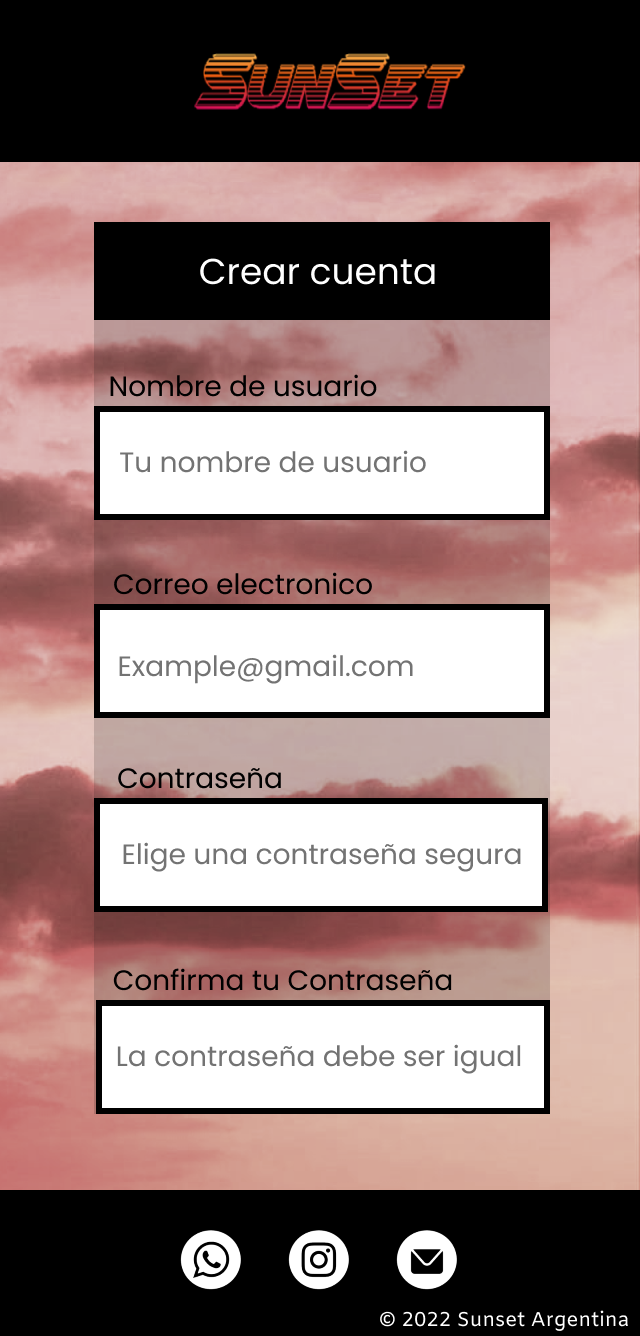 SUNSET
Crear cuenta
Nombre de usuario
Tu nombre de usuario
Correo electronico
Example@gmail.com
Contraseña
Elige una contraseña segura
Confirma tu Contraseña
La contraseña debe ser igual
© 2022 Sunset Argentina